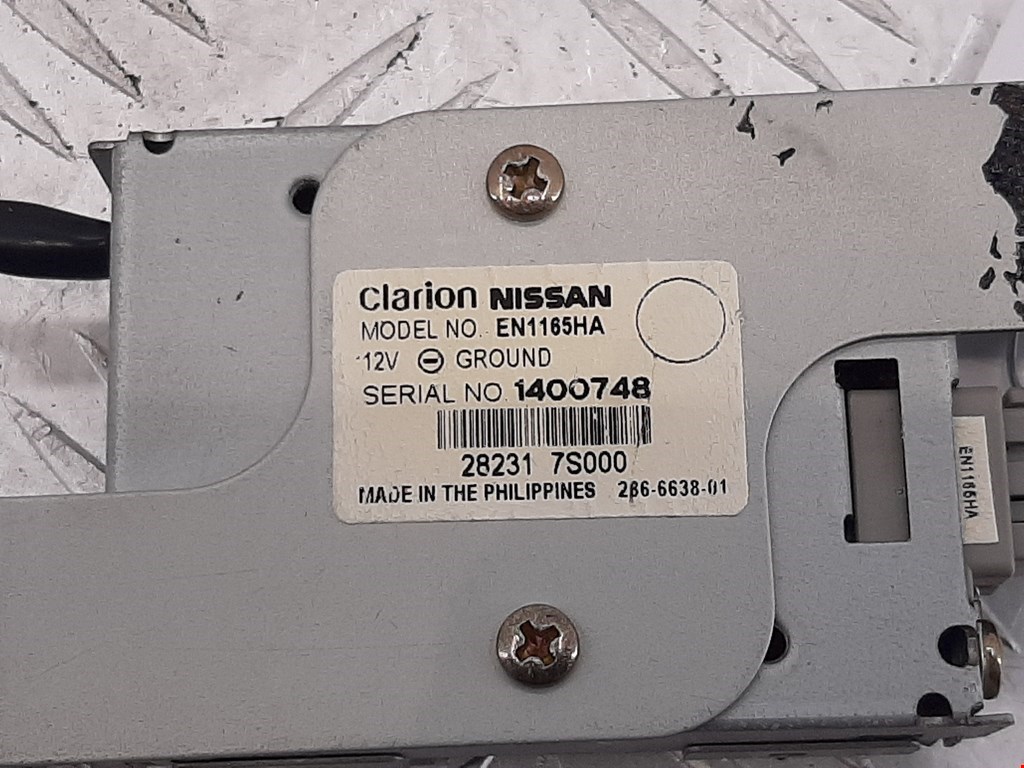 clarion NISSAN
MODEL NO. EN1165HA
12V ⊖ GROUND
SERIAL NO. 1400748
28231 7S000
MADE IN THE PHILIPPINES 286-6638-01
EN1165HA